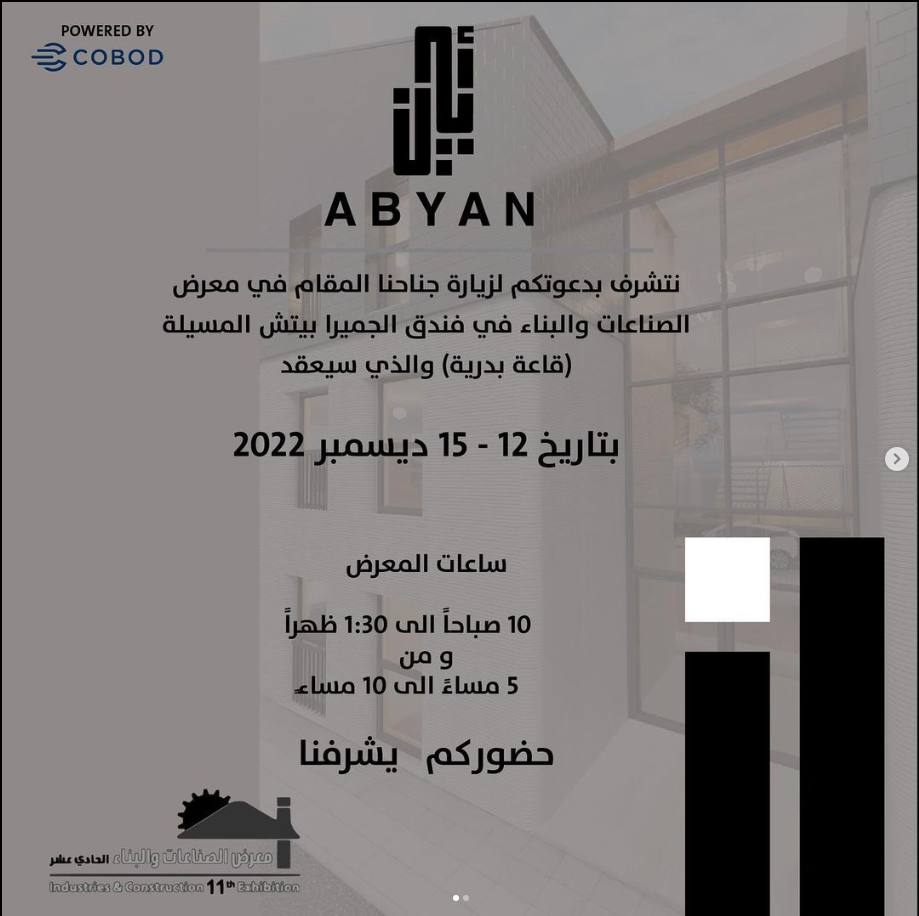 POWERED BY
COBOD
أبيان
ABYAN
نتشرف بدعوتكم لزيارة جناحنا المقام في معرض
الصناعات والبناء في فندق الجميرا بيتش المسيلة
(قاعة بدرية) والذي سيعقد
بتاريخ 12 - 15 ديسمبر 2022
ساعات المعرض
10 صباحاً الى 1:30 ظهراً
و من
5 مساءً الى 10 مساء
حضوركم يشرفنا
معرض الصناعات والبناء الحادي عشر
Industries & Construction 11th Exhibition